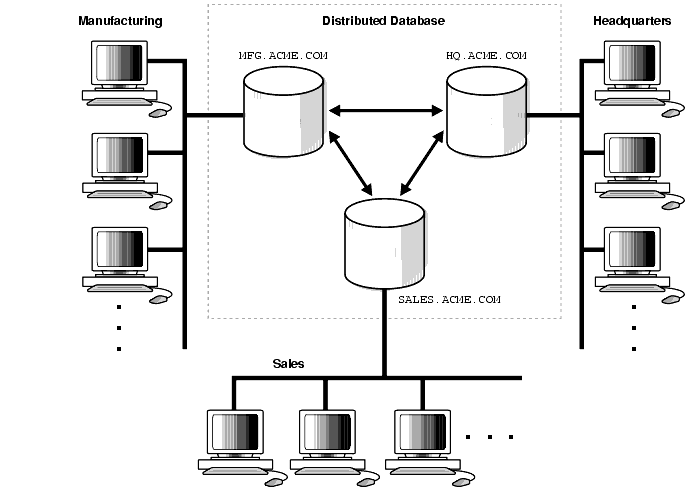 Manufacturing
Distributed Database
Headquarters
MFG.ACME.COM
HQ.ACME.COM
SALES.ACME.COM
Sales